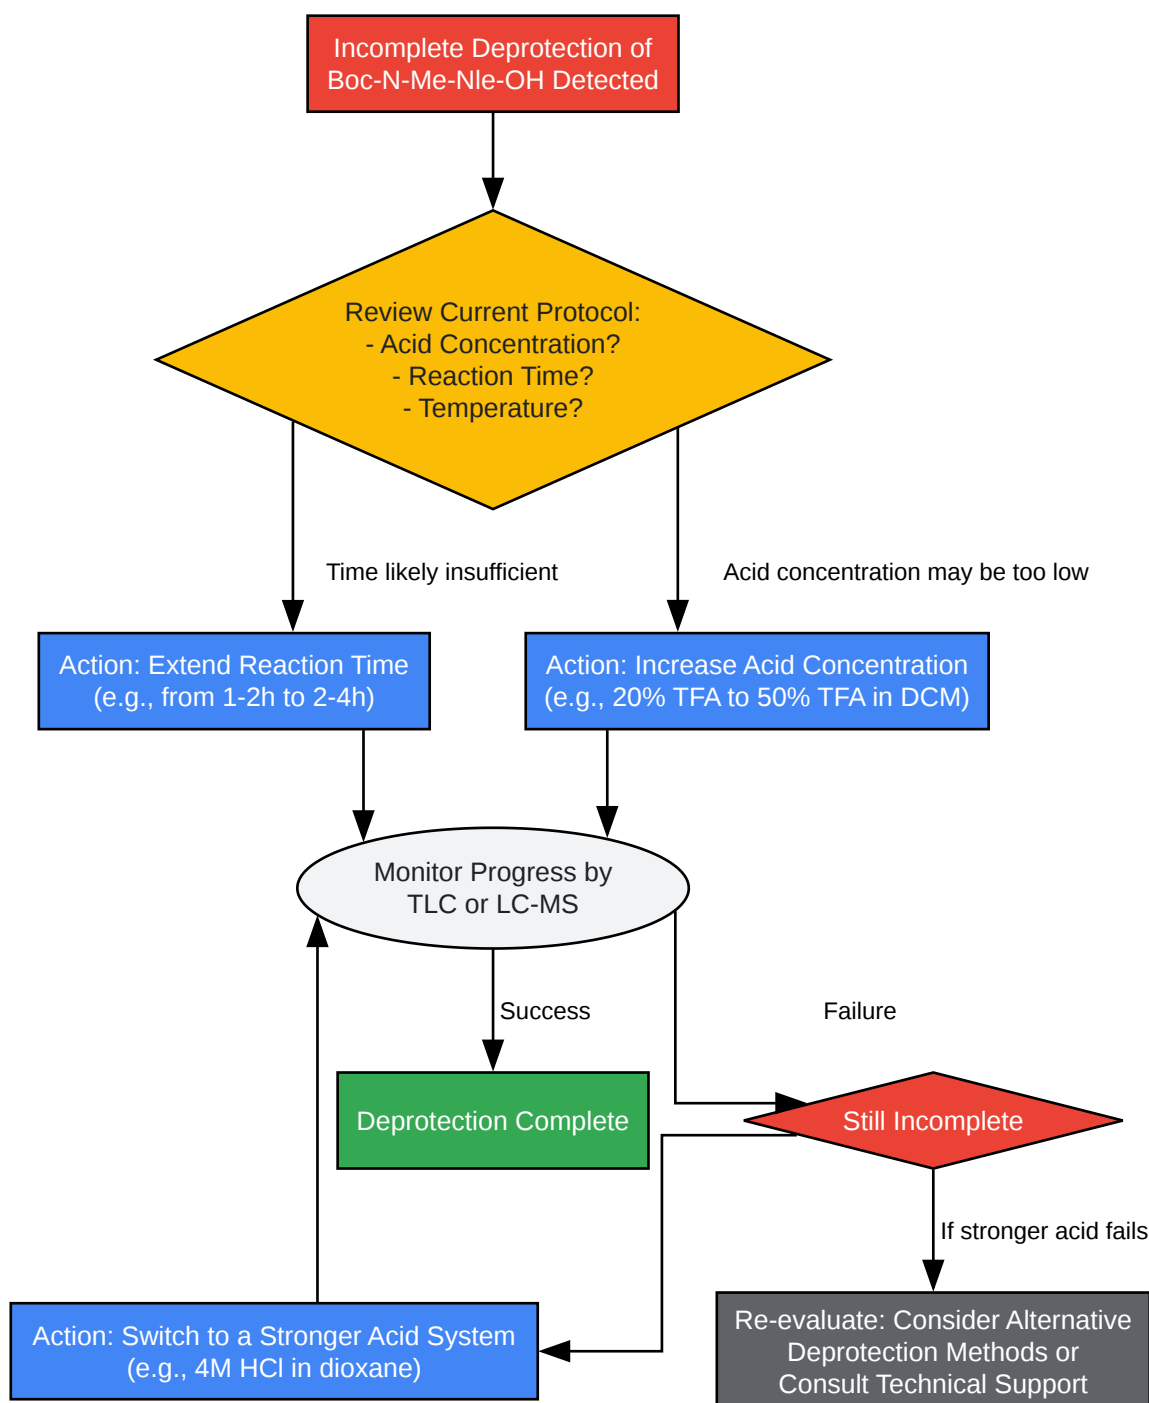 Incomplete Deprotection of
Boc-N-Me-Nle-OH Detected
Review Current Protocol:
- Acid Concentration?
- Reaction Time?
- Temperature?
Time likely insufficient
Acid concentration may be too low
Action: Extend Reaction Time
(e.g., from 1-2h to 2-4h)
Action: Increase Acid Concentration
(e.g., 20% TFA to 50% TFA in DCM)
Monitor Progress by
TLC or LC-MS
Success
Failure
Deprotection Complete
Still Incomplete
If stronger acid fails
Action: Switch to a Stronger Acid System
(e.g., 4M HCl in dioxane)
Re-evaluate: Consider Alternative
Deprotection Methods or
Consult Technical Support